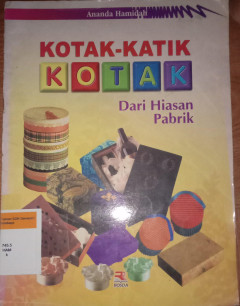 Ananda Hamidah
KOTAK-KATIK
KOTAK
Dari Hiasan
Pabrik